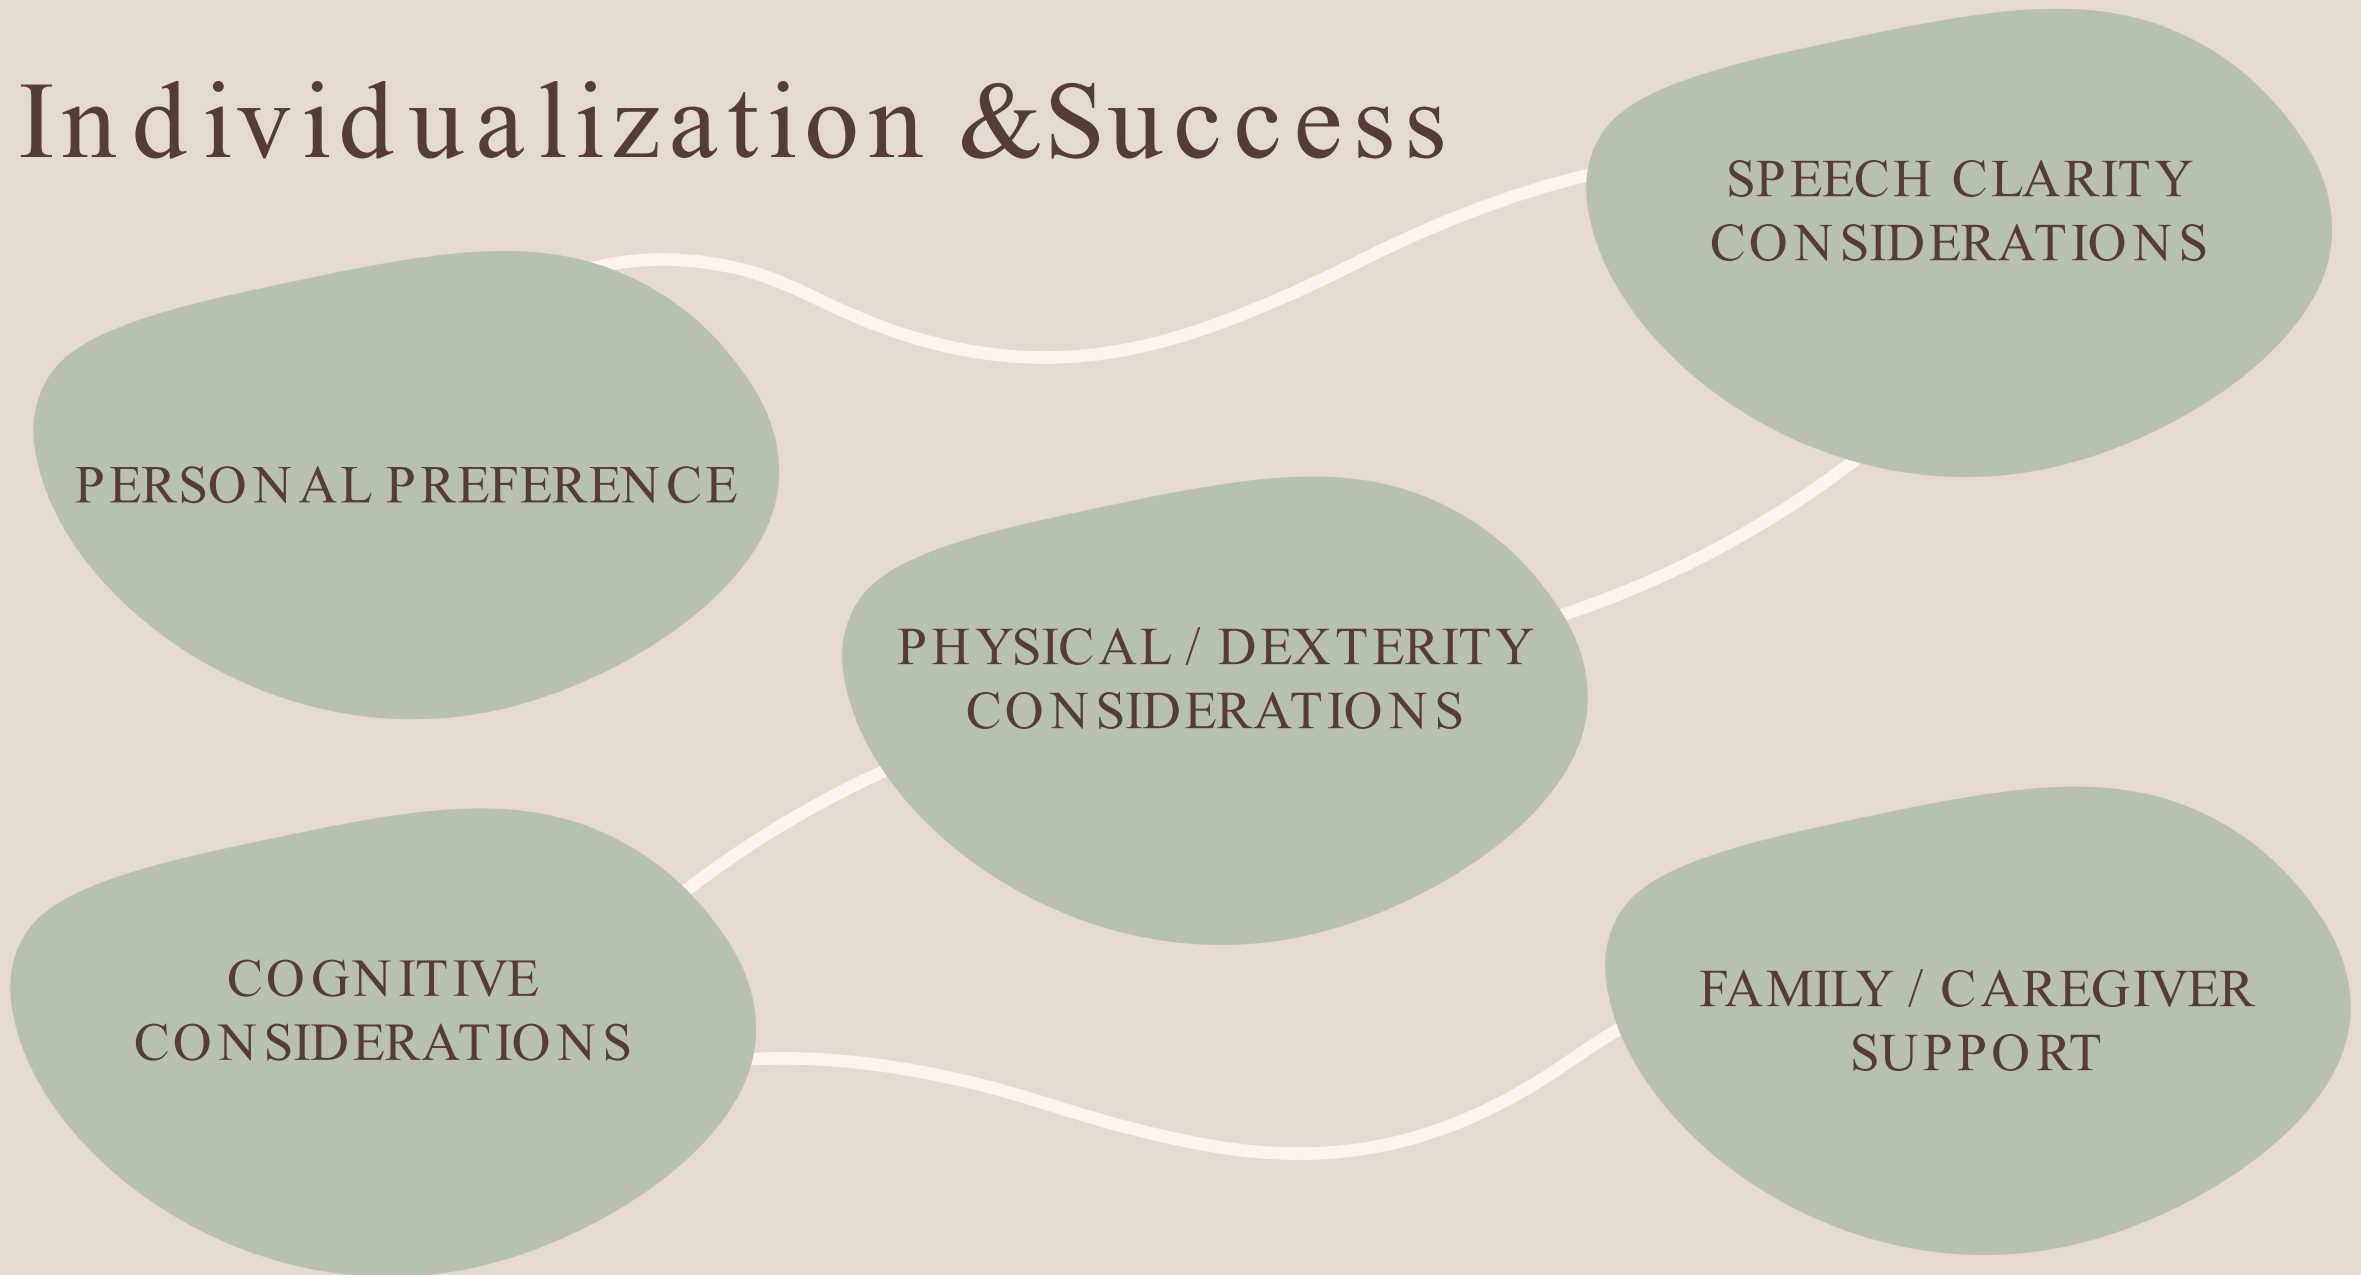 Individualization &Success
SPEECH CLARITY
CONSIDERATIONS
PERSONAL PREFERENCE
PHYSICAL / DEXTERITY
CONSIDERATIONS
COGNITIVE
CONSIDERATIONS
FAMILY / CAREGIVER
SUPPORT